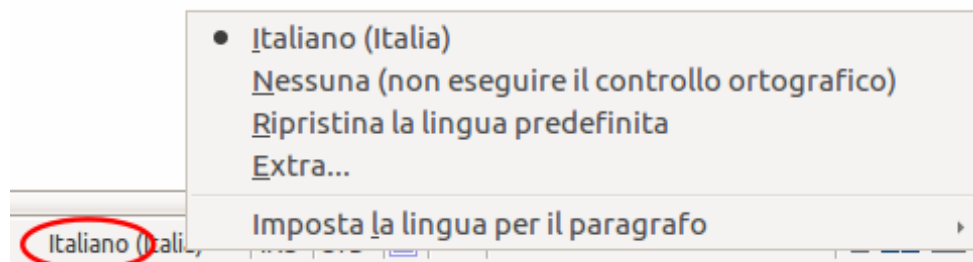 Italiano (Italia)
Nessuna (non eseguire il controllo ortografico)
Ripristina la lingua predefinita
Extra...
Imposta la lingua per il paragrafo
Italiano (Italia)